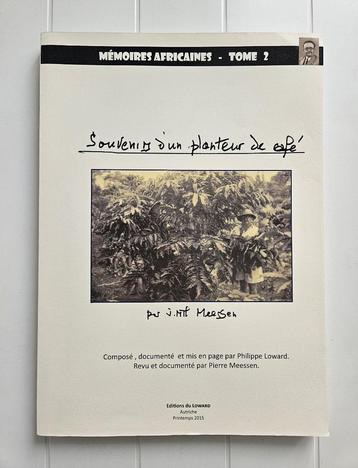 MÉMOIRES AFRICAINES - TOME 2
Souvenirs d'un planteur de café
par J. Meessen
Composé , documenté et mis en page par Philippe Loward.
Revu et documenté par Pierre Meessen.
Editions du LOWARD
Autriche
Printemps 2015